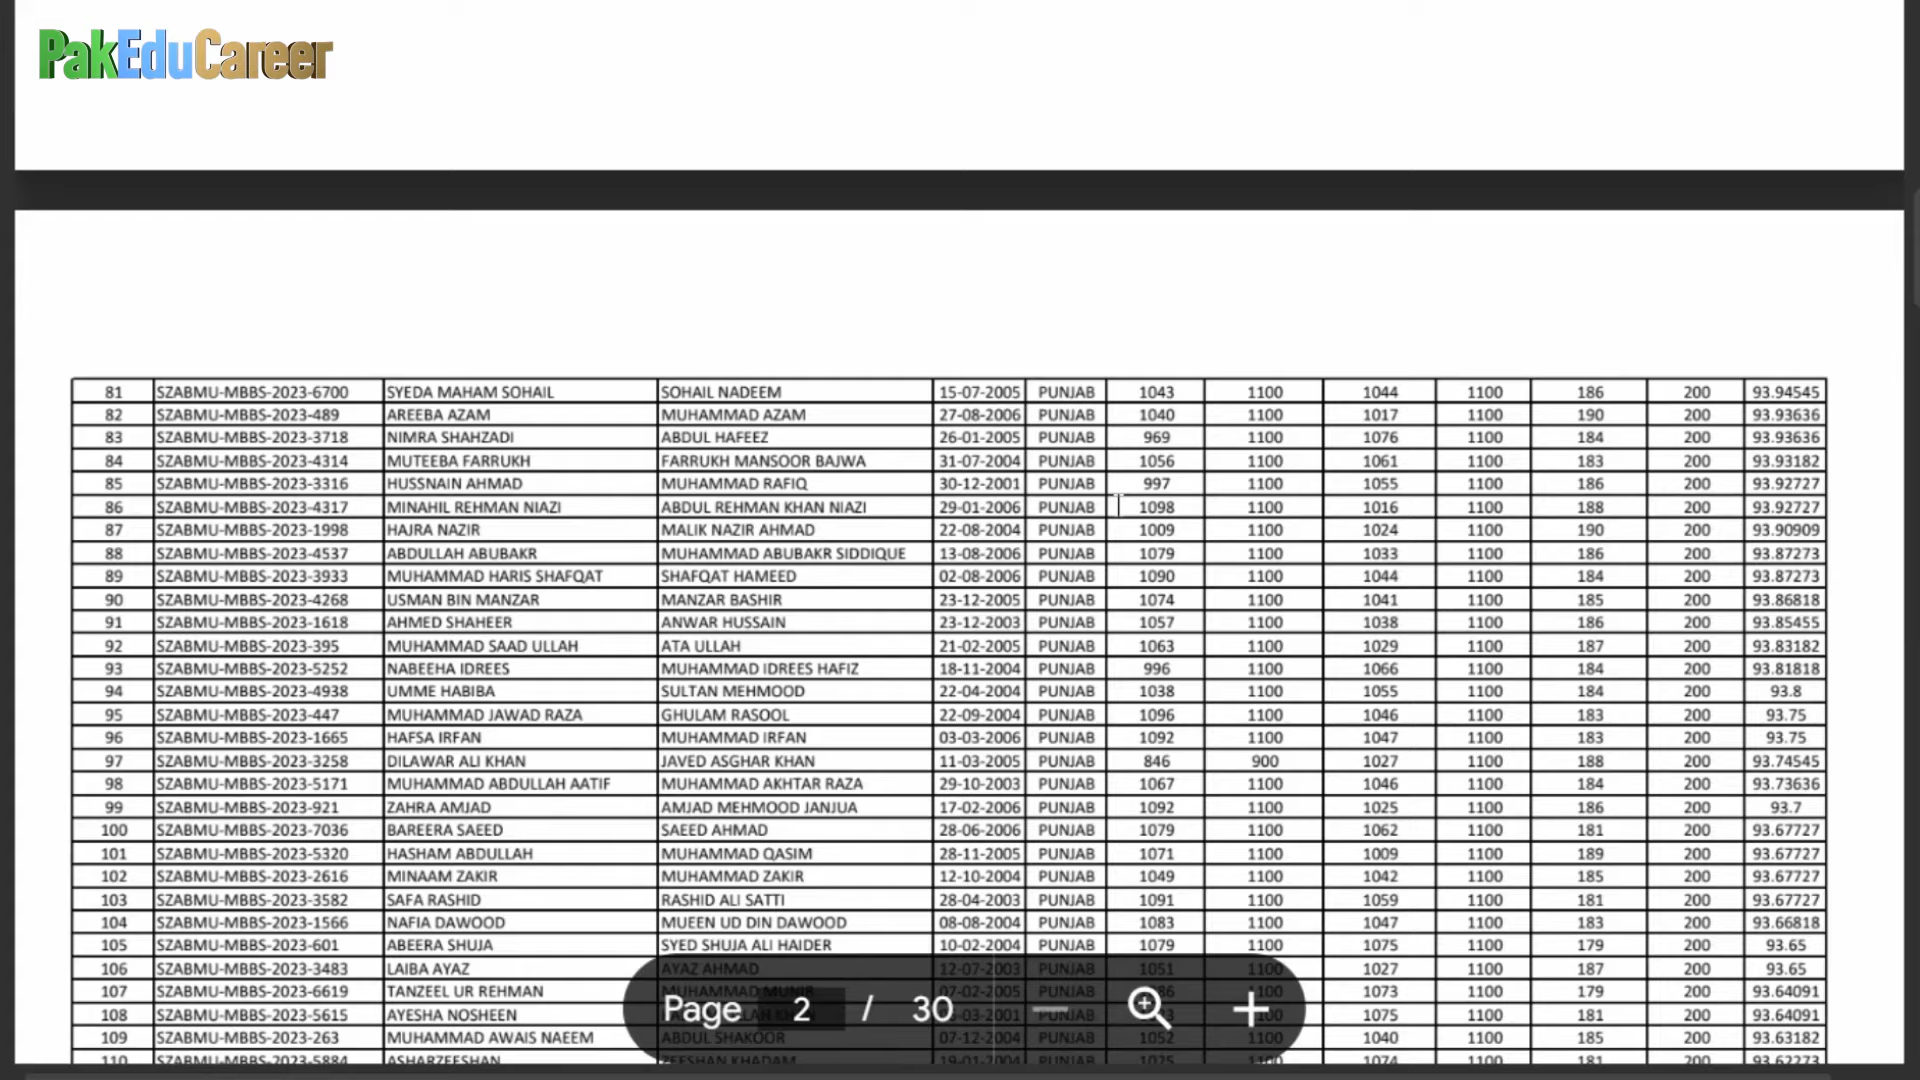 PakEduCareer
81 SZABMU-MBBS-2023-6700 SYEDA MAHAM SOHAIL SOHAIL NADEEM 15-07-2005 PUNJAB 1043 1100 1044 1100 186 200 93.94545
82 SZABMU-MBBS-2023-489 AREEBA AZAM MUHAMMAD AZAM 27-08-2006 PUNJAB 1040 1100 1017 1100 190 200 93.93636
83 SZABMU-MBBS-2023-3718 NIMRA SHAHZADI ABDUL HAFEEZ 26-01-2005 PUNJAB 969 1100 1076 1100 184 200 93.93636
84 SZABMU-MBBS-2023-4314 MUTEEBA FARRUKH FARRUKH MANSOOR BAJWA 31-07-2004 PUNJAB 1056 1100 1061 1100 183 200 93.93182
85 SZABMU-MBBS-2023-3316 HUSSNAIN AHMAD MUHAMMAD RAFIQ 30-12-2001 PUNJAB 997 1100 1055 1100 186 200 93.92727
86 SZABMU-MBBS-2023-4317 MINAHIL REHMAN NIAZI ABDUL REHMAN KHAN NIAZI 29-01-2006 PUNJAB 1098 1100 1016 1100 188 200 93.92727
87 SZABMU-MBBS-2023-1998 HAJRA NAZIR MALIK NAZIR AHMAD 22-08-2004 PUNJAB 1009 1100 1024 1100 190 200 93.90909
88 SZABMU-MBBS-2023-4537 ABDULLAH ABUBAKR MUHAMMAD ABUBAKR SIDDIQUE 13-08-2006 PUNJAB 1079 1100 1033 1100 186 200 93.87273
89 SZABMU-MBBS-2023-3933 MUHAMMAD HARIS SHAFQAT SHAFQAT HAMEED 02-08-2006 PUNJAB 1090 1100 1044 1100 184 200 93.87273
90 SZABMU-MBBS-2023-4268 USMAN BIN MANZAR MANZAR BASHIR 23-12-2005 PUNJAB 1074 1100 1041 1100 185 200 93.86818
91 SZABMU-MBBS-2023-1618 AHMED SHAHEER ANWAR HUSSAIN 23-12-2003 PUNJAB 1057 1100 1038 1100 186 200 93.85455
92 SZABMU-MBBS-2023-395 MUHAMMAD SAAD ULLAH ATA ULLAH 21-02-2005 PUNJAB 1063 1100 1029 1100 187 200 93.83182
93 SZABMU-MBBS-2023-5252 NABEEHA IDREES MUHAMMAD IDREES HAFIZ 18-11-2004 PUNJAB 996 1100 1066 1100 184 200 93.81818
94 SZABMU-MBBS-2023-4938 UMME HABIBA SULTAN MEHMOOD 22-04-2004 PUNJAB 1038 1100 1055 1100 184 200 93.8
95 SZABMU-MBBS-2023-447 MUHAMMAD JAWAD RAZA GHULAM RASOOL 22-09-2004 PUNJAB 1096 1100 1046 1100 183 200 93.75
96 SZABMU-MBBS-2023-1665 HAFSA IRFAN MUHAMMAD IRFAN 03-03-2006 PUNJAB 1092 1100 1047 1100 183 200 93.75
97 SZABMU-MBBS-2023-3258 DILAWAR ALI KHAN JAVED ASGHAR KHAN 11-03-2005 PUNJAB 846 900 1027 1100 188 200 93.74545
98 SZABMU-MBBS-2023-5171 MUHAMMAD ABDULLAH AATIF MUHAMMAD AKHTAR RAZA 29-10-2003 PUNJAB 1067 1100 1046 1100 184 200 93.73636
99 SZABMU-MBBS-2023-921 ZAHRA AMJAD AMJAD MEHMOOD JANJUA 17-02-2006 PUNJAB 1092 1100 1025 1100 186 200 93.7
100 SZABMU-MBBS-2023-7036 BAREERA SAEED SAEED AHMAD 28-06-2006 PUNJAB 1079 1100 1062 1100 181 200 93.67727
101 SZABMU-MBBS-2023-5320 HASHAM ABDULLAH MUHAMMAD QASIM 28-11-2005 PUNJAB 1071 1100 1009 1100 189 200 93.67727
102 SZABMU-MBBS-2023-2616 MINAAM ZAKIR MUHAMMAD ZAKIR 12-10-2004 PUNJAB 1049 1100 1042 1100 185 200 93.67727
103 SZABMU-MBBS-2023-3582 SAFA RASHID RASHID ALI SATTI 28-04-2003 PUNJAB 1091 1100 1059 1100 181 200 93.67727
104 SZABMU-MBBS-2023-1566 NAFIA DAWOOD MUEEN UD DIN DAWOOD 08-08-2004 PUNJAB 1083 1100 1047 1100 183 200 93.66818
105 SZABMU-MBBS-2023-601 ABEERA SHUJA SYED SHUJA ALI HAIDER 10-02-2004 PUNJAB 1079 1100 1075 1100 179 200 93.65
106 SZABMU-MBBS-2023-3483 LAIBA AYAZ AYAZ AHMAD 12-07-2003 PUNJAB 1051 1100 1027 1100 187 200 93.65
107 SZABMU-MBBS-2023-6619 TANZEEL UR REHMAN MUHAMMAD MUNIR 07-02-2005 PUNJAB 1100 1073 1100 179 200 93.64091
108 SZABMU-MBBS-2023-5615 AYESHA NOSHEEN PUNJAB 1075 1100 181 200 93.64091
109 SZABMU-MBBS-2023-263 MUHAMMAD AWAIS NAEEM ABDUL SHAKOOR 07-12-2004 PUNJAB 1052 1100 1040 1100 185 200 93.63182
110 SZABMU-MBBS-2023-5884 ASHARZEESHAN ZEESHAN KHADAM 19-01-2004 PUNJAB 1025 1100 1074 1100 181 200 93.62273
Page 2 / 30